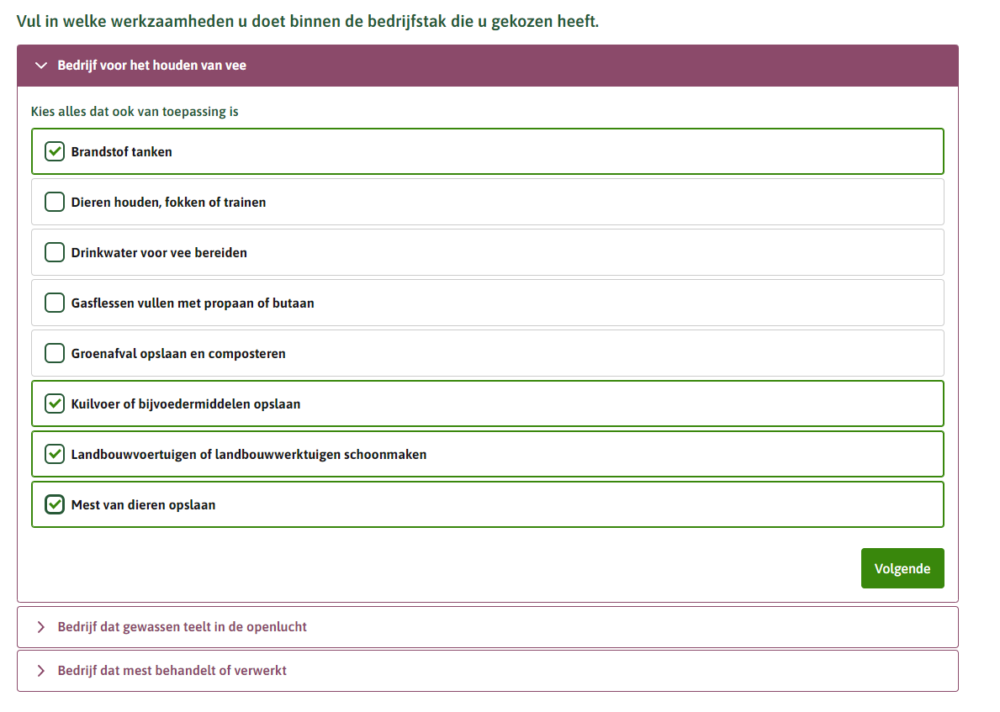 Vul in welke werkzaamheden u doet binnen de bedrijfstak die u gekozen heeft.
Bedrijf voor het houden van vee
Kies alles dat ook van toepassing is
Brandstof tanken
Dieren houden, fokken of trainen
Drinkwater voor vee bereiden
Gasflessen vullen met propaan of butaan
Groenafval opslaan en composteren
Kuilvoer of bijvoedermiddelen opslaan
Landbouwvoertuigen of landbouwwerktuigen schoonmaken
Mest van dieren opslaan
Volgende
Bedrijf dat gewassen teelt in de openlucht
Bedrijf dat mest behandelt of verwerkt